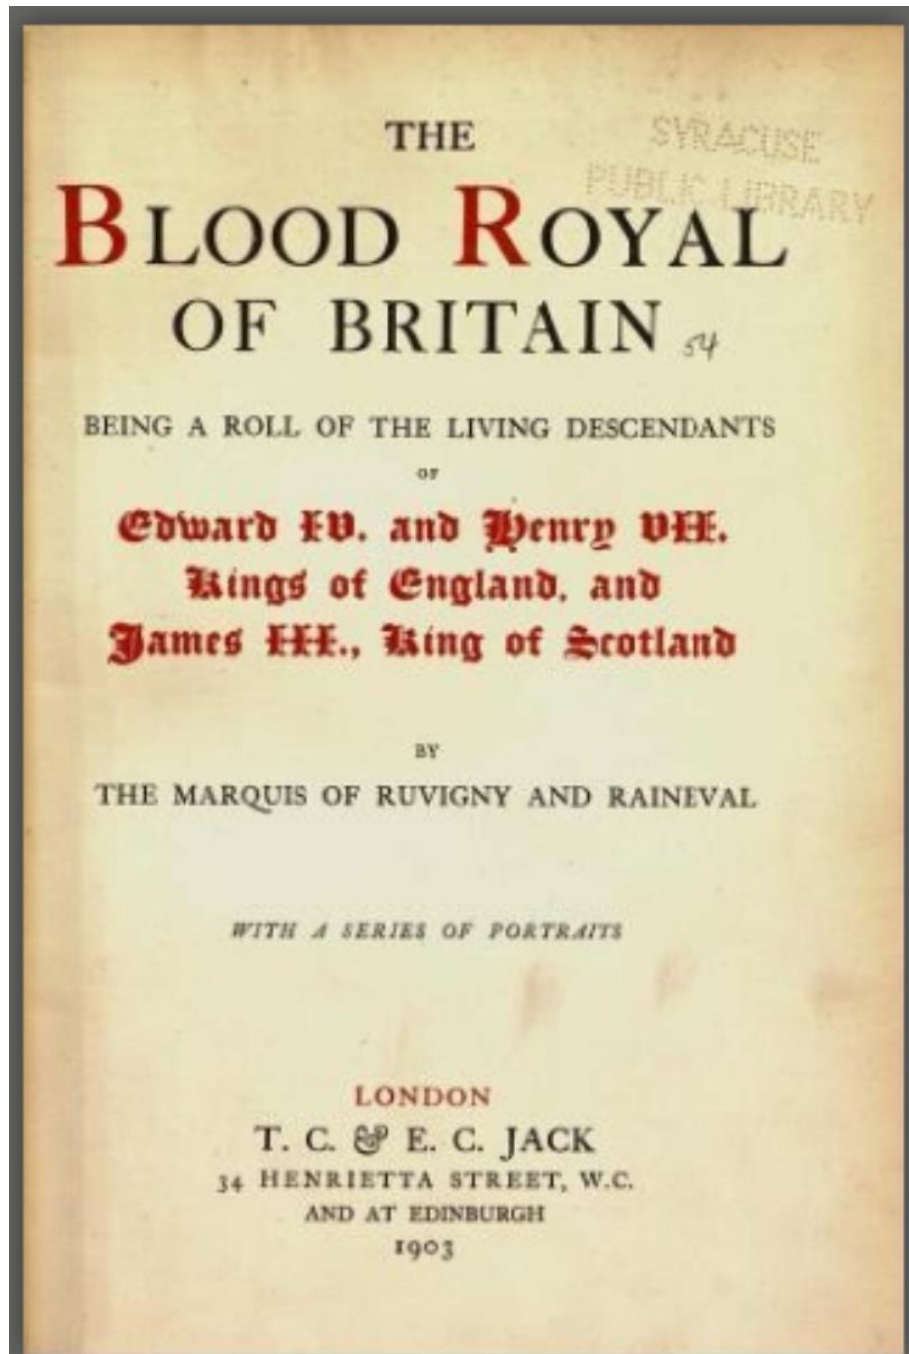 THE
SYRACUSE
PUBLIC LIBRARY
BLOOD ROYAL
OF BRITAIN
54
BEING A ROLL OF THE LIVING DESCENDANTS
OF
Edward IV. and Henry VII.
Kings of England, and
James III., King of Scotland
BY
THE MARQUIS OF RUVIGNY AND RAINEVAL
WITH A SERIES OF PORTRAITS
LONDON
T. C. & E. C. JACK
34 HENRIETTA STREET, W.C.
AND AT EDINBURGH
1903